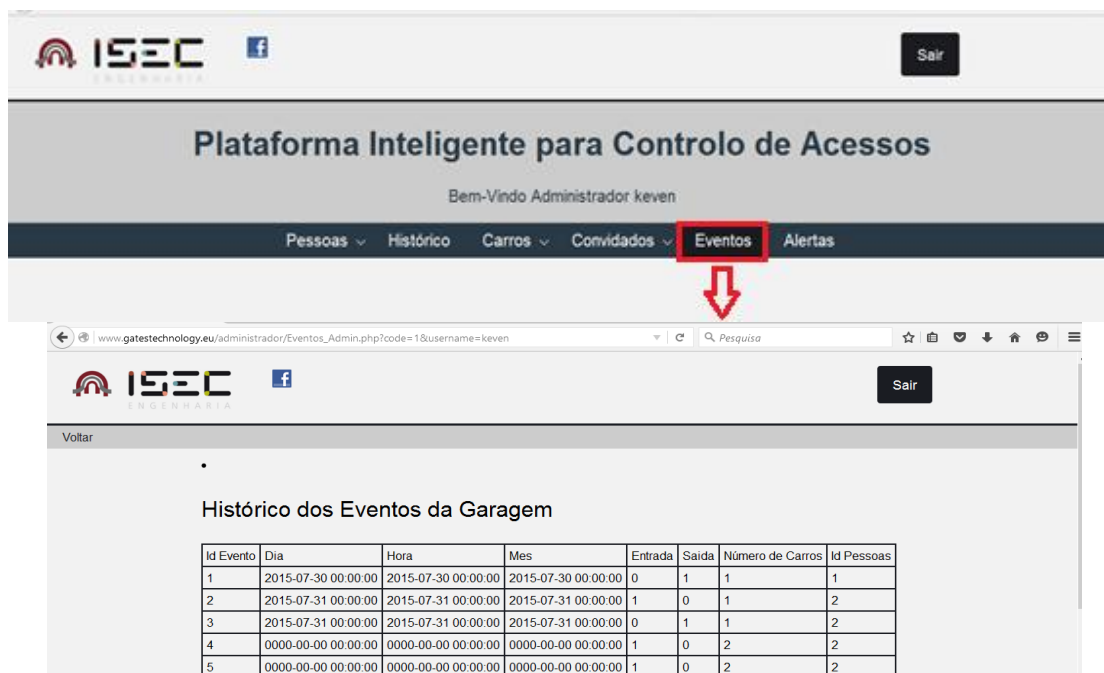 ISEC
ENGENHARIA
f
Sair
Plataforma Inteligente para Controlo de Acessos
Bem-Vindo Administrador keven
Pessoas Histórico Carros Convidados Eventos Alertas
www.gatestechnology.eu/administrador/Eventos_Admin.php?code=1&username=keven Pesquisa
ISEC
ENGENHARIA
f
Sair
Voltar
Histórico dos Eventos da Garagem
Id Evento Dia Hora Mes Entrada Saida Número de Carros Id Pessoas
1 2015-07-30 00:00:00 2015-07-30 00:00:00 2015-07-30 00:00:00 0 1 1 1
2 2015-07-31 00:00:00 2015-07-31 00:00:00 2015-07-31 00:00:00 1 0 1 2
3 2015-07-31 00:00:00 2015-07-31 00:00:00 2015-07-31 00:00:00 0 1 1 2
4 0000-00-00 00:00:00 0000-00-00 00:00:00 0000-00-00 00:00:00 1 0 2 2
5 0000-00-00 00:00:00 0000-00-00 00:00:00 0000-00-00 00:00:00 1 0 2 2